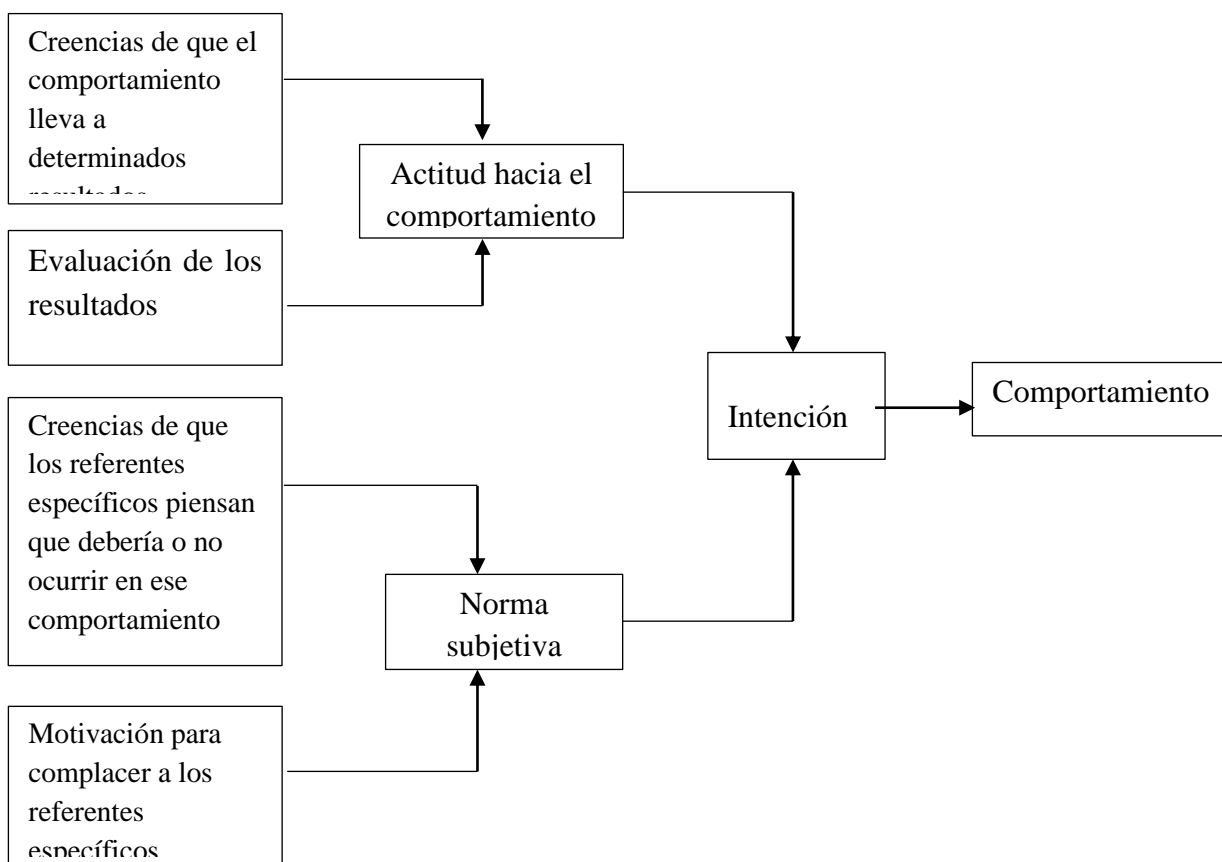 Creencias de que el
comportamiento
lleva a
determinados
resultados
Actitud hacia el
comportamiento
Evaluación de los
resultados
Creencias de que
los referentes
específicos piensan
que debería o no
ocurrir en ese
comportamiento
Norma
subjetiva
Motivación para
complacer a los
referentes
específicos
Intención
Comportamiento